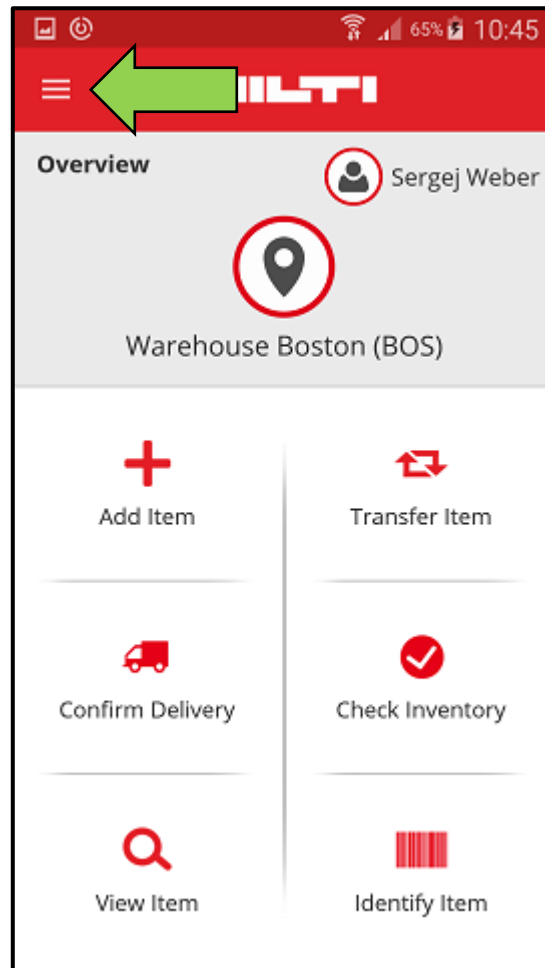 65% 10:45
HILTI
Overview
Sergej Weber
Warehouse Boston (BOS)
Add Item
Transfer Item
Confirm Delivery
Check Inventory
View Item
Identify Item